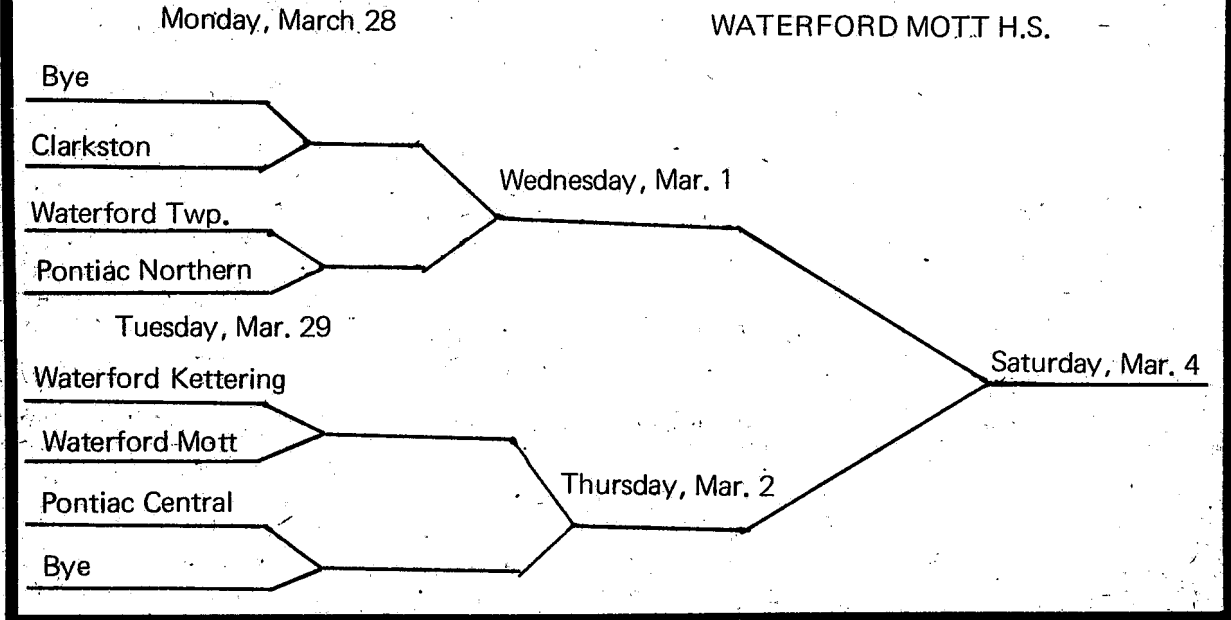 Monday, March 28
WATERFORD MOTT H.S.
Bye
Clarkston
Wednesday, Mar. 1
Waterford Twp.
Pontiac Northern
Tuesday, Mar. 29
Saturday, Mar. 4
Waterford Kettering
Waterford Mott
Thursday, Mar. 2
Pontiac Central
Bye